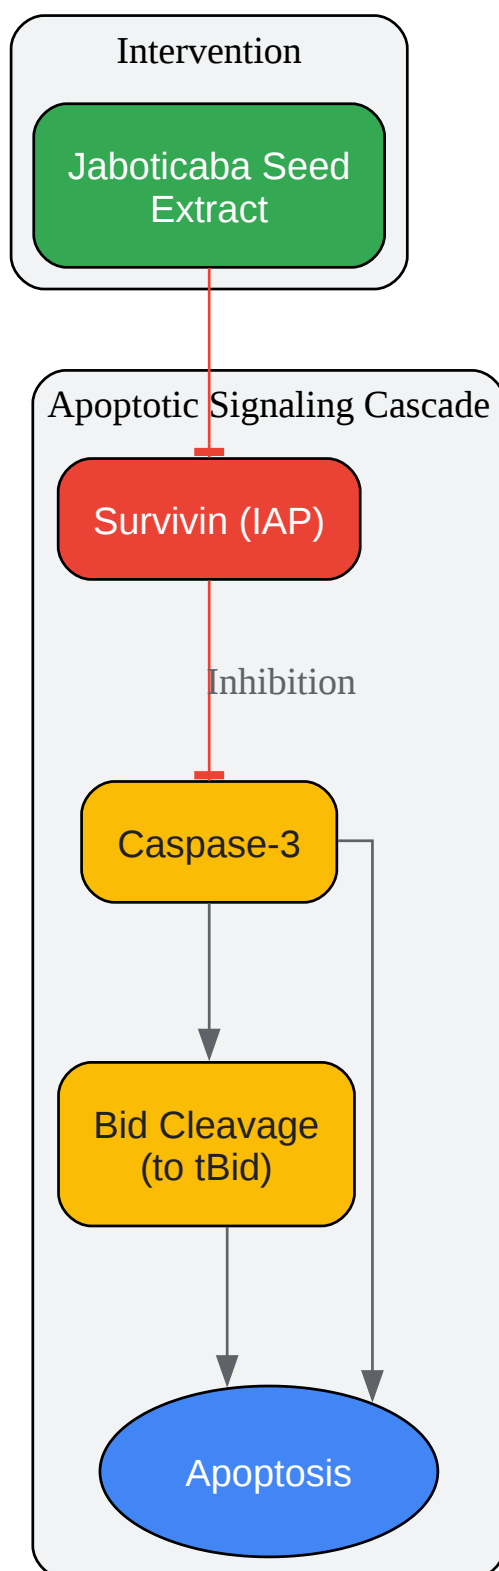 Intervention
Jaboticaba Seed
Extract
Apoptotic Signaling Cascade
Survivin (IAP)
Inhibition
Caspase-3
Bid Cleavage
(to tBid)
Apoptosis